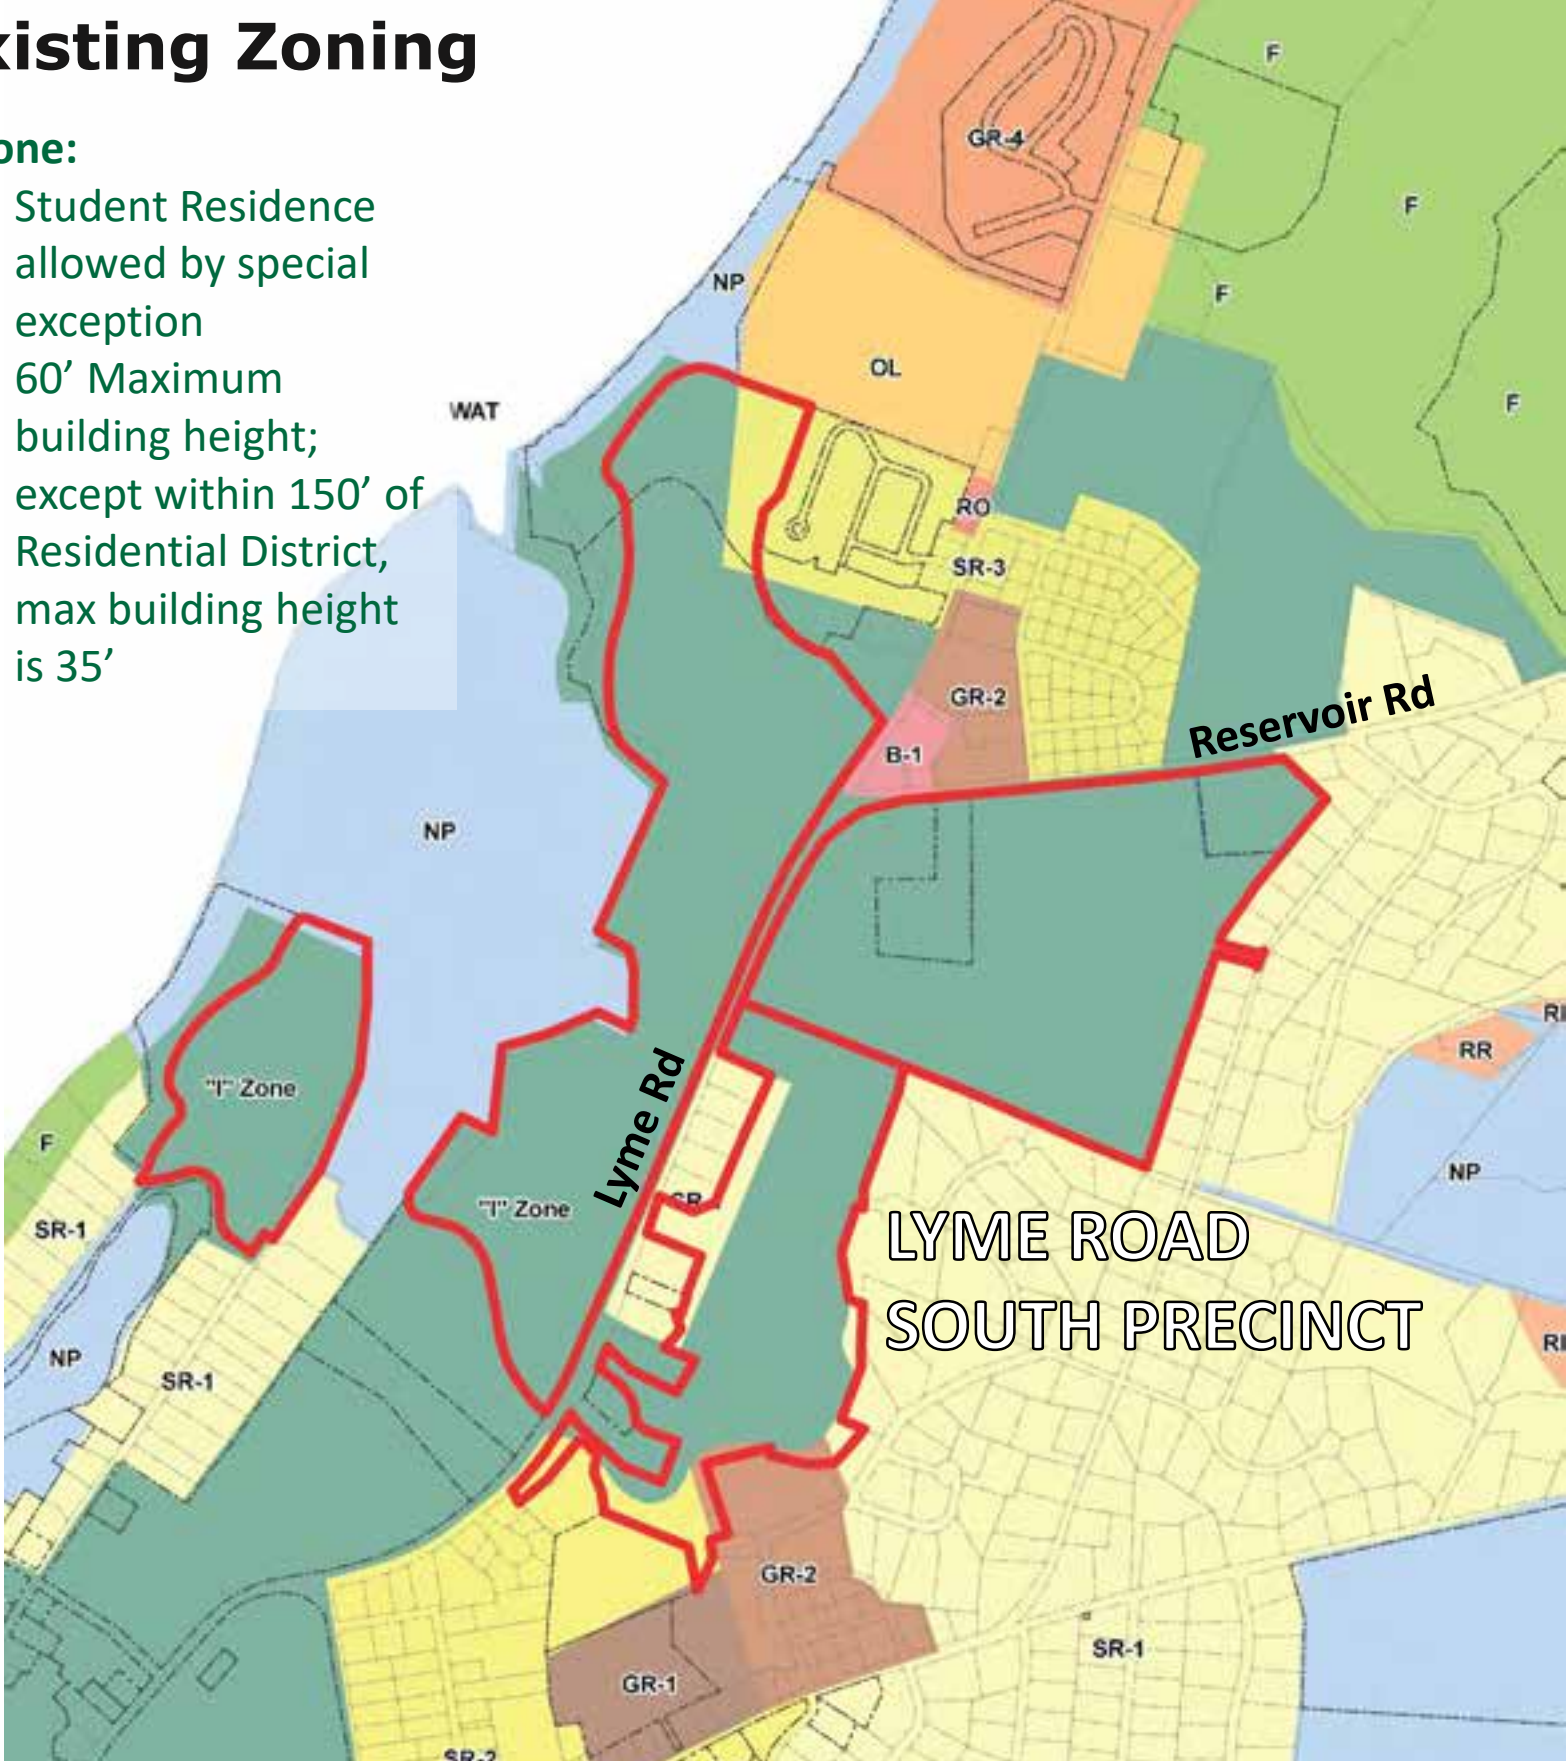 xisting Zoning
one:
Student Residence
allowed by special
exception
60’ Maximum
building height;
except within 150’ of
Residential District,
max building height
is 35’
F
GR-4
F
NP
F
OL
WAT
F
RO
SR-3
GR-2
Reservoir Rd
B-1
NP
RR
"I" Zone
Lyme Rd
F
NP
SR-1
"I" Zone
LYME ROAD
SOUTH PRECINCT
NP
SR-1
GR-2
SR-1
GR-1
SR-2